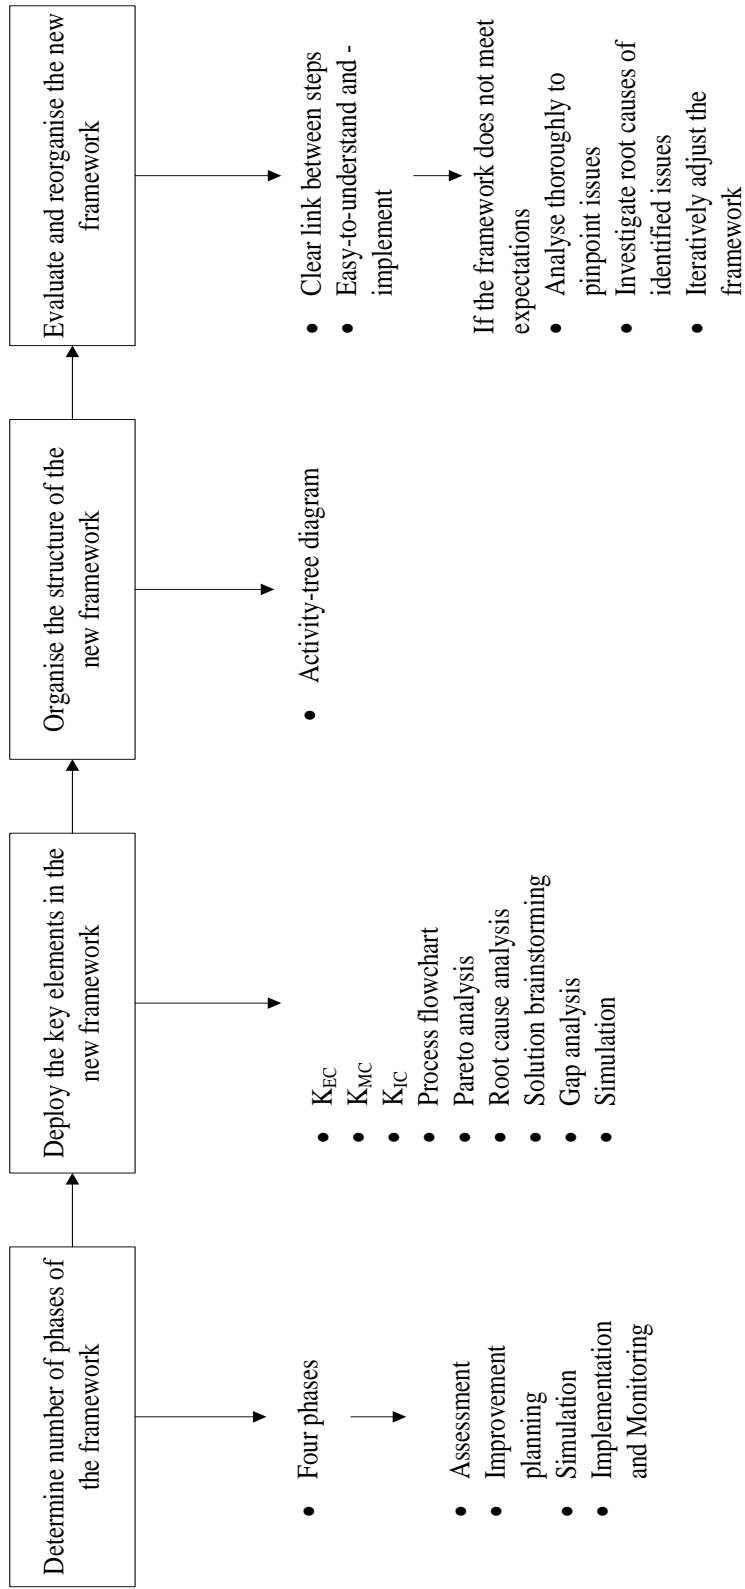 Determine number of phases of
the framework
Four phases
Assessment
Improvement
planning
Simulation
Implementation
and Monitoring
Deploy the key elements in the
new framework
K_EC
K_MC
K_IC
Process flowchart
Pareto analysis
Root cause analysis
Solution brainstorming
Gap analysis
Simulation
Organise the structure of the
new framework
Activity-tree diagram
Evaluate and reorganise the new
framework
Clear link between steps
Easy-to-understand and -
implement
If the framework does not meet
expectations
Analyse thoroughly to
pinpoint issues
Investigate root causes of
identified issues
Iteratively adjust the
framework